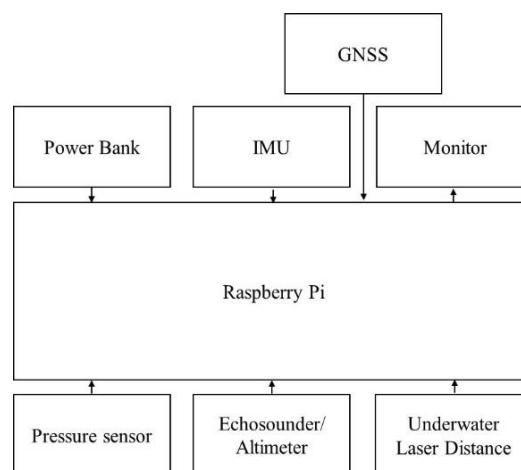 GNSS
Power Bank
IMU
Monitor
Raspberry Pi
Pressure sensor
Echosounder/
Altimeter
Underwater
Laser Distance